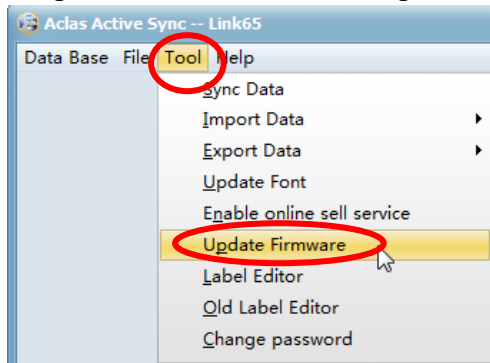 Aclas Active Sync -- Link65
Data Base File Tool Help
Sync Data
Import Data
Export Data
Update Font
Enable online sell service
Update Firmware
Label Editor
Old Label Editor
Change password